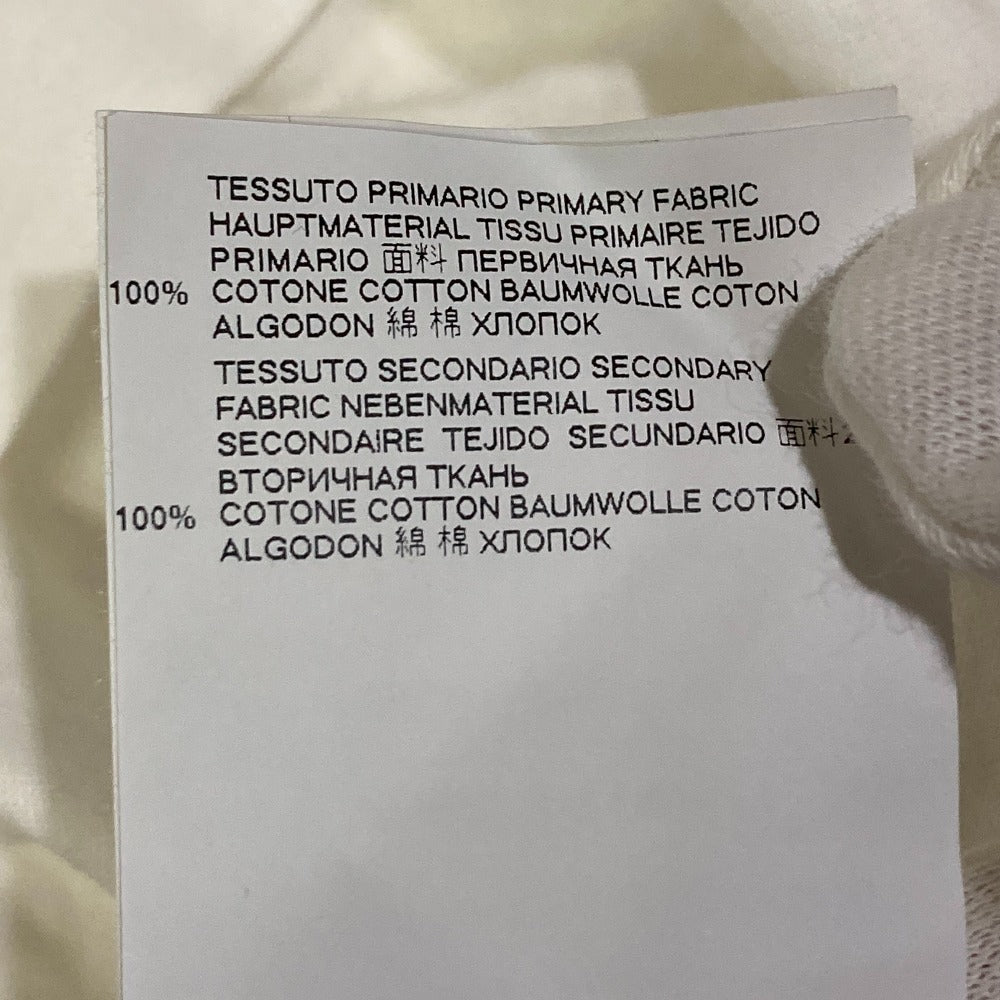 TESSUTO PRIMARIO PRIMARY FABRIC
HAUPTMATERIAL TISSU PRIMAIRE TEJIDO
PRIMARIO 面料 ПЕРВИЧНАЯ ТКАНЬ
100% COTONE COTTON BAUMWOLLE COTON
ALGODON 綿 棉 ХЛОПОК
TESSUTO SECONDARIO SECONDARY
FABRIC NEBENMATERIAL TISSU
SECONDAIRE TEJIDO SECUNDARIO 面料2
ВТОРИЧНАЯ ТКАНЬ
100% COTONE COTTON BAUMWOLLE COTON
ALGODON 綿 棉 ХЛОПОК